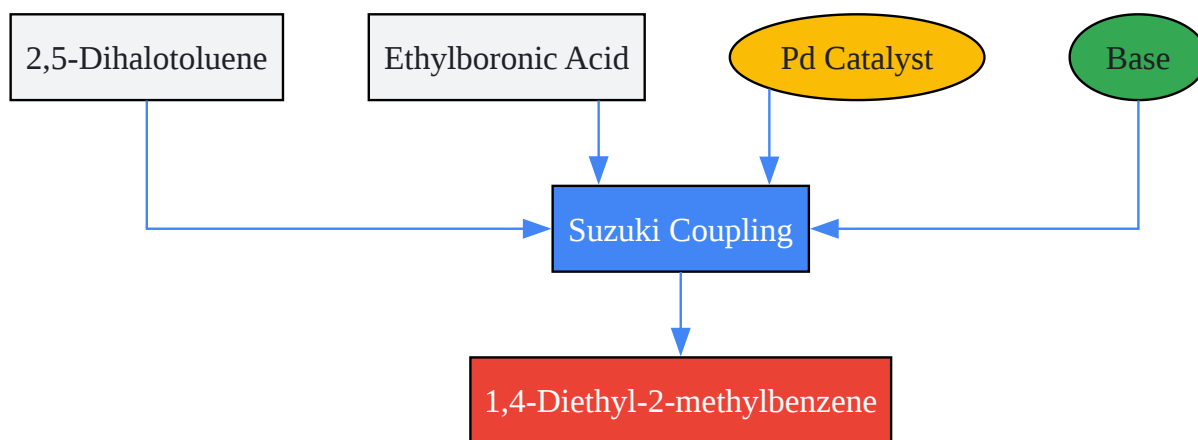 2,5-Dihalotoluene
Ethylboronic Acid
Pd Catalyst
Base
Suzuki Coupling
1,4-Diethyl-2-methylbenzene